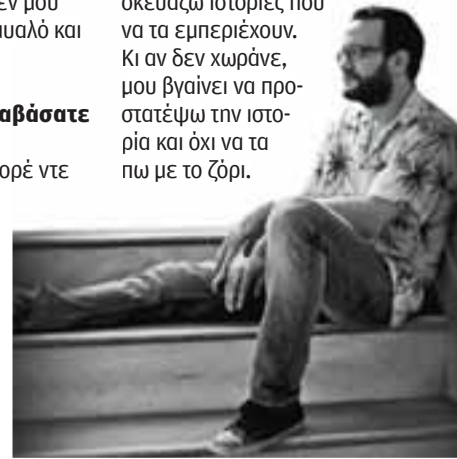 εν μου
υαλό και
αβάσατε
ορέ ντε
σκευάζω ιστορίες που
να τα εμπεριέχουν.
Κι αν δεν χωράνε,
μου βγαίνει να προ-
στατέψω την ιστο-
ρία και όχι να τα
πω με το ζόρι.